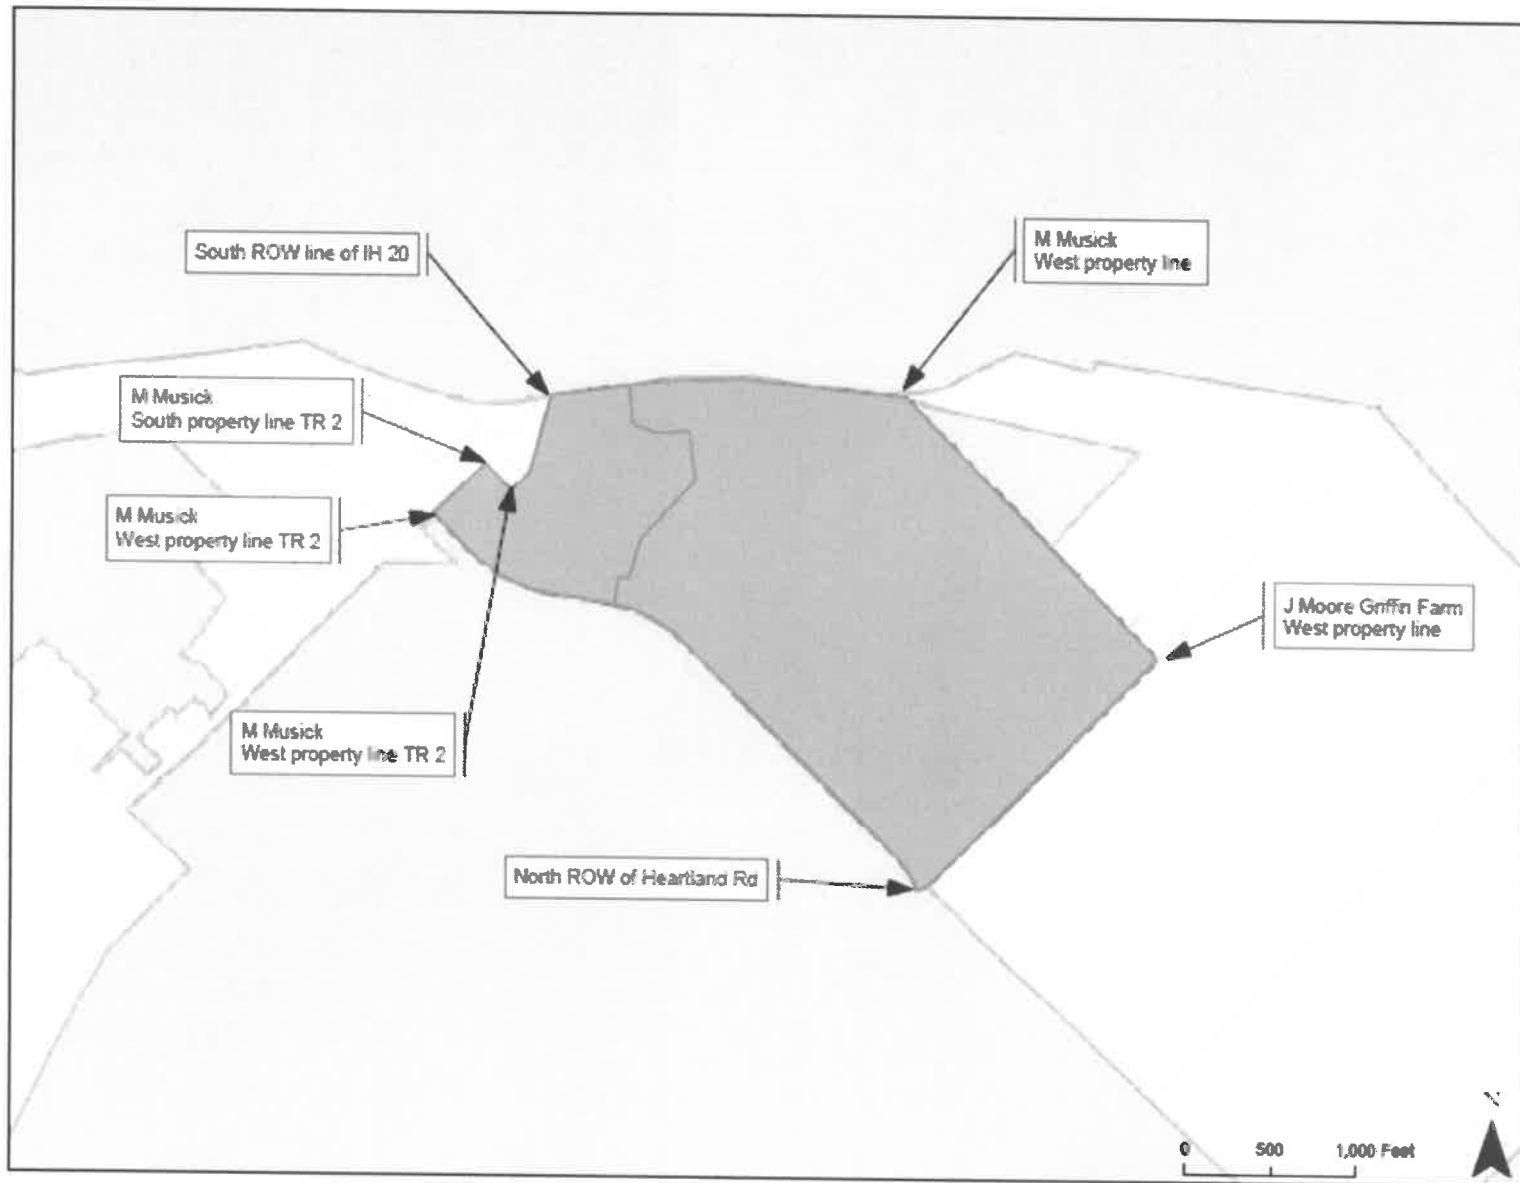 South ROW line of IH 20
M Musick
West property line
M Musick
South property line TR 2
M Musick
West property line TR 2
J Moore Griffin Farm
West property line
M Musick
West property line TR 2
North ROW of Heartland Rd
N
0 500 1,000 Feet